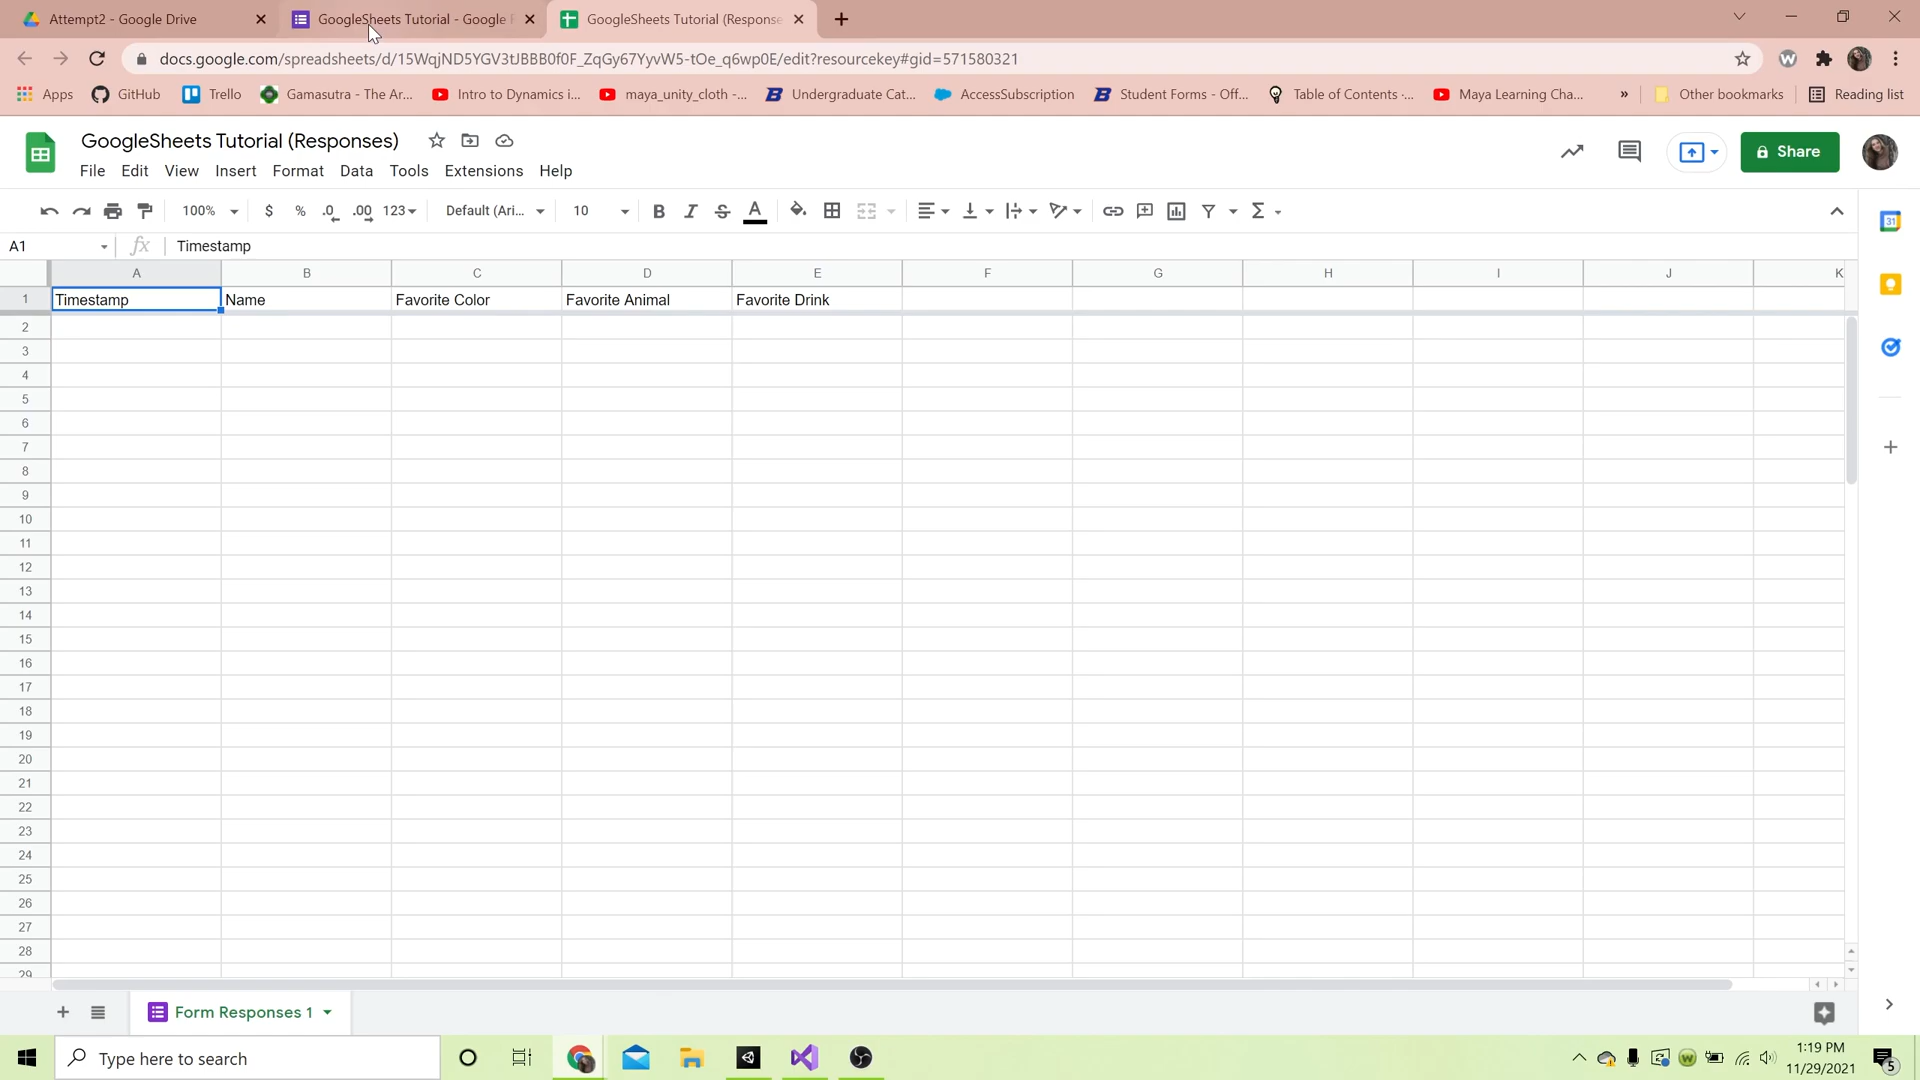 Attempt2 - Google Drive
GoogleSheets Tutorial - Google F
GoogleSheets Tutorial (Response
docs.google.com/spreadsheets/d/15WqjND5YGV3tJBBB0f0F_ZqGy67YyvW5-tOe_q6wp0E/edit?resourcekey#gid=571580321
Apps GitHub Trello Gamasutra - The Ar... Intro to Dynamics i... maya_unity_cloth -... Undergraduate Cat... AccessSubscription Student Forms - Off... Table of Contents -... Maya Learning Cha... » Other bookmarks Reading list
GoogleSheets Tutorial (Responses)
Share
File Edit View Insert Format Data Tools Extensions Help
100% $ % .0 .00 123 Default (Ari... 10 B I S A Σ
31
A1 fx Timestamp
A B C D E F G H I J K
1 Timestamp Name Favorite Color Favorite Animal Favorite Drink
2
3
4
5
6
7
8
9
10
11
12
13
14
15
16
17
18
19
20
21
22
23
24
25
26
27
28
29
+ Form Responses 1
Type here to search
1:19 PM
11/29/2021
5